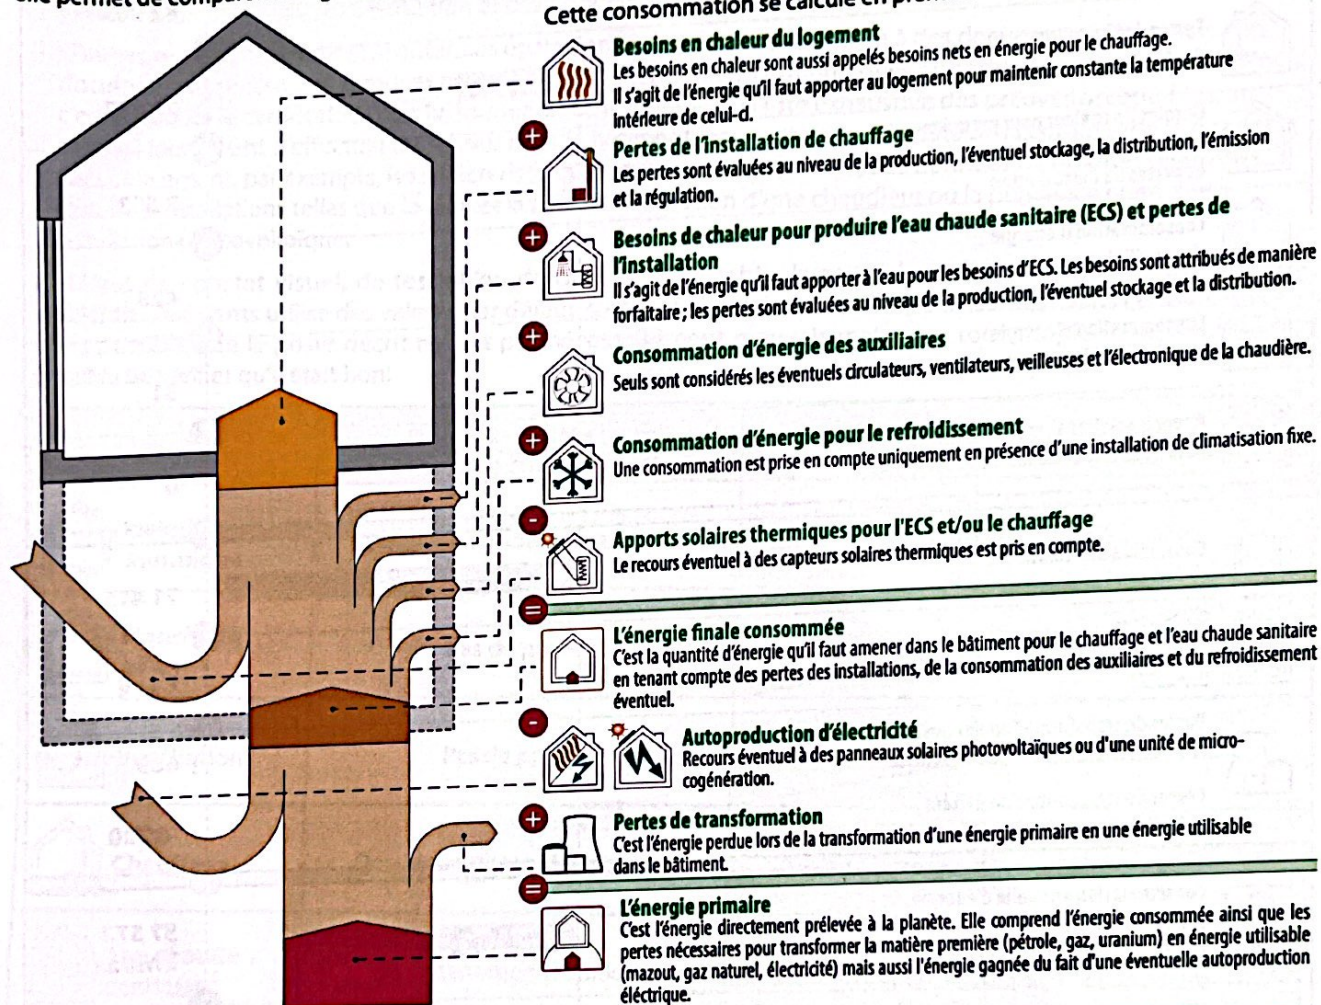 elle permet de
Cette consommation se calcule en
Besoins en chaleur du logement
Les besoins en chaleur sont aussi appelés besoins nets en énergie pour le chauffage.
Il s'agit de l'énergie qu'il faut apporter au logement pour maintenir constante la température
intérieure de celui-ci.
+
Pertes de l'installation de chauffage
Les pertes sont évaluées au niveau de la production, l'éventuel stockage, la distribution, l'émission
et la régulation.
+
Besoins de chaleur pour produire l'eau chaude sanitaire (ECS) et pertes de
l'installation
Il s'agit de l'énergie qu'il faut apporter à l'eau pour les besoins d'ECS. Les besoins sont attribués de manière
forfaitaire ; les pertes sont évaluées au niveau de la production, l'éventuel stockage et la distribution.
+
Consommation d'énergie des auxiliaires
Seuls sont considérés les éventuels circulateurs, ventilateurs, veilleuses et l'électronique de la chaudière.
+
Consommation d'énergie pour le refroidissement
Une consommation est prise en compte uniquement en présence d'une installation de climatisation fixe.
-
Apports solaires thermiques pour l'ECS et/ou le chauffage
Le recours éventuel à des capteurs solaires thermiques est pris en compte.
=
L'énergie finale consommée
C'est la quantité d'énergie qu'il faut amener dans le bâtiment pour le chauffage et l'eau chaude sanitaire
en tenant compte des pertes des installations, de la consommation des auxiliaires et du refroidissement
éventuel.
-
Autoproduction d'électricité
Recours éventuel à des panneaux solaires photovoltaïques ou d'une unité de micro-
cogénération.
+
Pertes de transformation
C'est l'énergie perdue lors de la transformation d'une énergie primaire en une énergie utilisable
dans le bâtiment.
=
L'énergie primaire
C'est l'énergie directement prélevée à la planète. Elle comprend l'énergie consommée ainsi que les
pertes nécessaires pour transformer la matière première (pétrole, gaz, uranium) en énergie utilisable
(mazout, gaz naturel, électricité) mais aussi l'énergie gagnée du fait d'une éventuelle autoproduction
éléctrique.